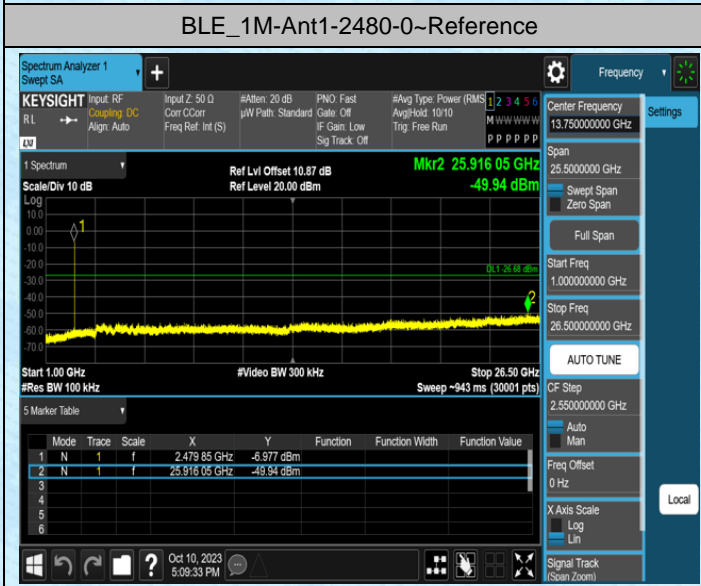 BLE_1M-Ant1-2480-0~Reference
Spectrum Analyzer 1
Swept SA
+
Frequency
KEYSIGHT
RL
LXI
Input: RF
Coupling: DC
Align: Auto
Input Z: 50 Ω
Corr CCorr
Freq Ref: Int (S)
#Atten: 20 dB
µW Path: Standard
PNO: Fast
Gate: Off
IF Gain: Low
Sig Track: Off
#Avg Type: Power (RMS
Avg|Hold: 10/10
Trig: Free Run
1 2 3 4 5 6
M W W W W W
P P P P P P
1 Spectrum
Scale/Div 10 dB
Ref Lvl Offset 10.87 dB
Ref Level 20.00 dBm
Mkr2 25.916 05 GHz
-49.94 dBm
Log
10.0
0.00
-10.0
-20.0
-30.0
-40.0
-50.0
-60.0
-70.0
1
DL1 -26.68 dBm
2
Start 1.00 GHz
#Res BW 100 kHz
#Video BW 300 kHz
Stop 26.50 GHz
Sweep ~943 ms (30001 pts)
5 Marker Table
Mode Trace Scale X Y Function Function Width Function Value
1 N 1 f 2.479 85 GHz -6.977 dBm
2 N 1 f 25.916 05 GHz -49.94 dBm
3
4
5
6
Oct 10, 2023
5:09:33 PM
Center Frequency
13.750000000 GHz
Span
25.5000000 GHz
Swept Span
Zero Span
Full Span
Start Freq
1.000000000 GHz
Stop Freq
26.500000000 GHz
AUTO TUNE
CF Step
2.550000000 GHz
Auto
Man
Freq Offset
0 Hz
X Axis Scale
Log
Lin
Signal Track
(Span Zoom)
Settings
Local